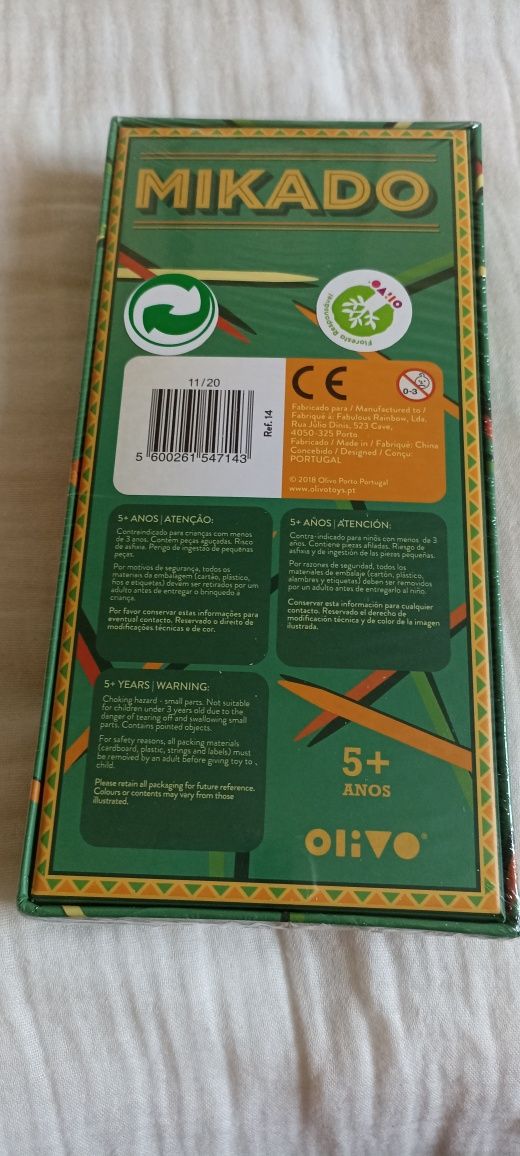 MIKADO
Floresta Responsável
OLIVO
11/20
Ref. 14
5 600261 547143
CE
0-3
Fabricado para / Manufactured to /
Fabriqué à: Fabulous Rainbow, Lda.
Rua Júlio Dinis, 523 Cave,
4050-325 Porto
Fabricado / Made in / Fabriqué: China
Concebido / Designed / Conçu:
PORTUGAL
© 2018 Olivo Porto Portugal
www.olivotoys.pt
5+ ANOS | ATENÇÃO:
Contraindicado para crianças com menos
de 3 anos. Contém peças aguçadas. Risco
de asfixia. Perigo de ingestão de pequenas
peças.
Por motivos de segurança, todos os
materiais da embalagem (cartão, plástico,
fios e etiquetas) devem ser retirados por um
adulto antes de entregar o brinquedo à
criança.
Por favor conservar estas informações para
eventual contacto. Reservado o direito de
modificações técnicas e de cor.
5+ AÑOS | ATENCIÓN:
Contra-indicado para niños con menos de 3
años. Contiene piezas afiladas. Riesgo de
asfixia y de ingestión de las piezas pequeñas.
Por razones de seguridad, todos los
materiales de embalaje (cartón, plástico,
alambres y etiquetas) deben ser removidos
por un adulto antes de entregarlo al niño.
Conservar esta información para cualquier
contacto. Reservado el derecho de
modificación técnica y de color de la imagen
ilustrada.
5+ YEARS | WARNING:
Choking hazard - small parts. Not suitable
for children under 3 years old due to the
danger of tearing off and swallowing small
parts. Contains pointed objects.
For safety reasons, all packing materials
(cardboard, plastic, strings and labels) must
be removed by an adult before giving toy to
child.
Please retain all packaging for future reference.
Colours or contents may vary from those
illustrated.
5+
ANOS
OLIVO®